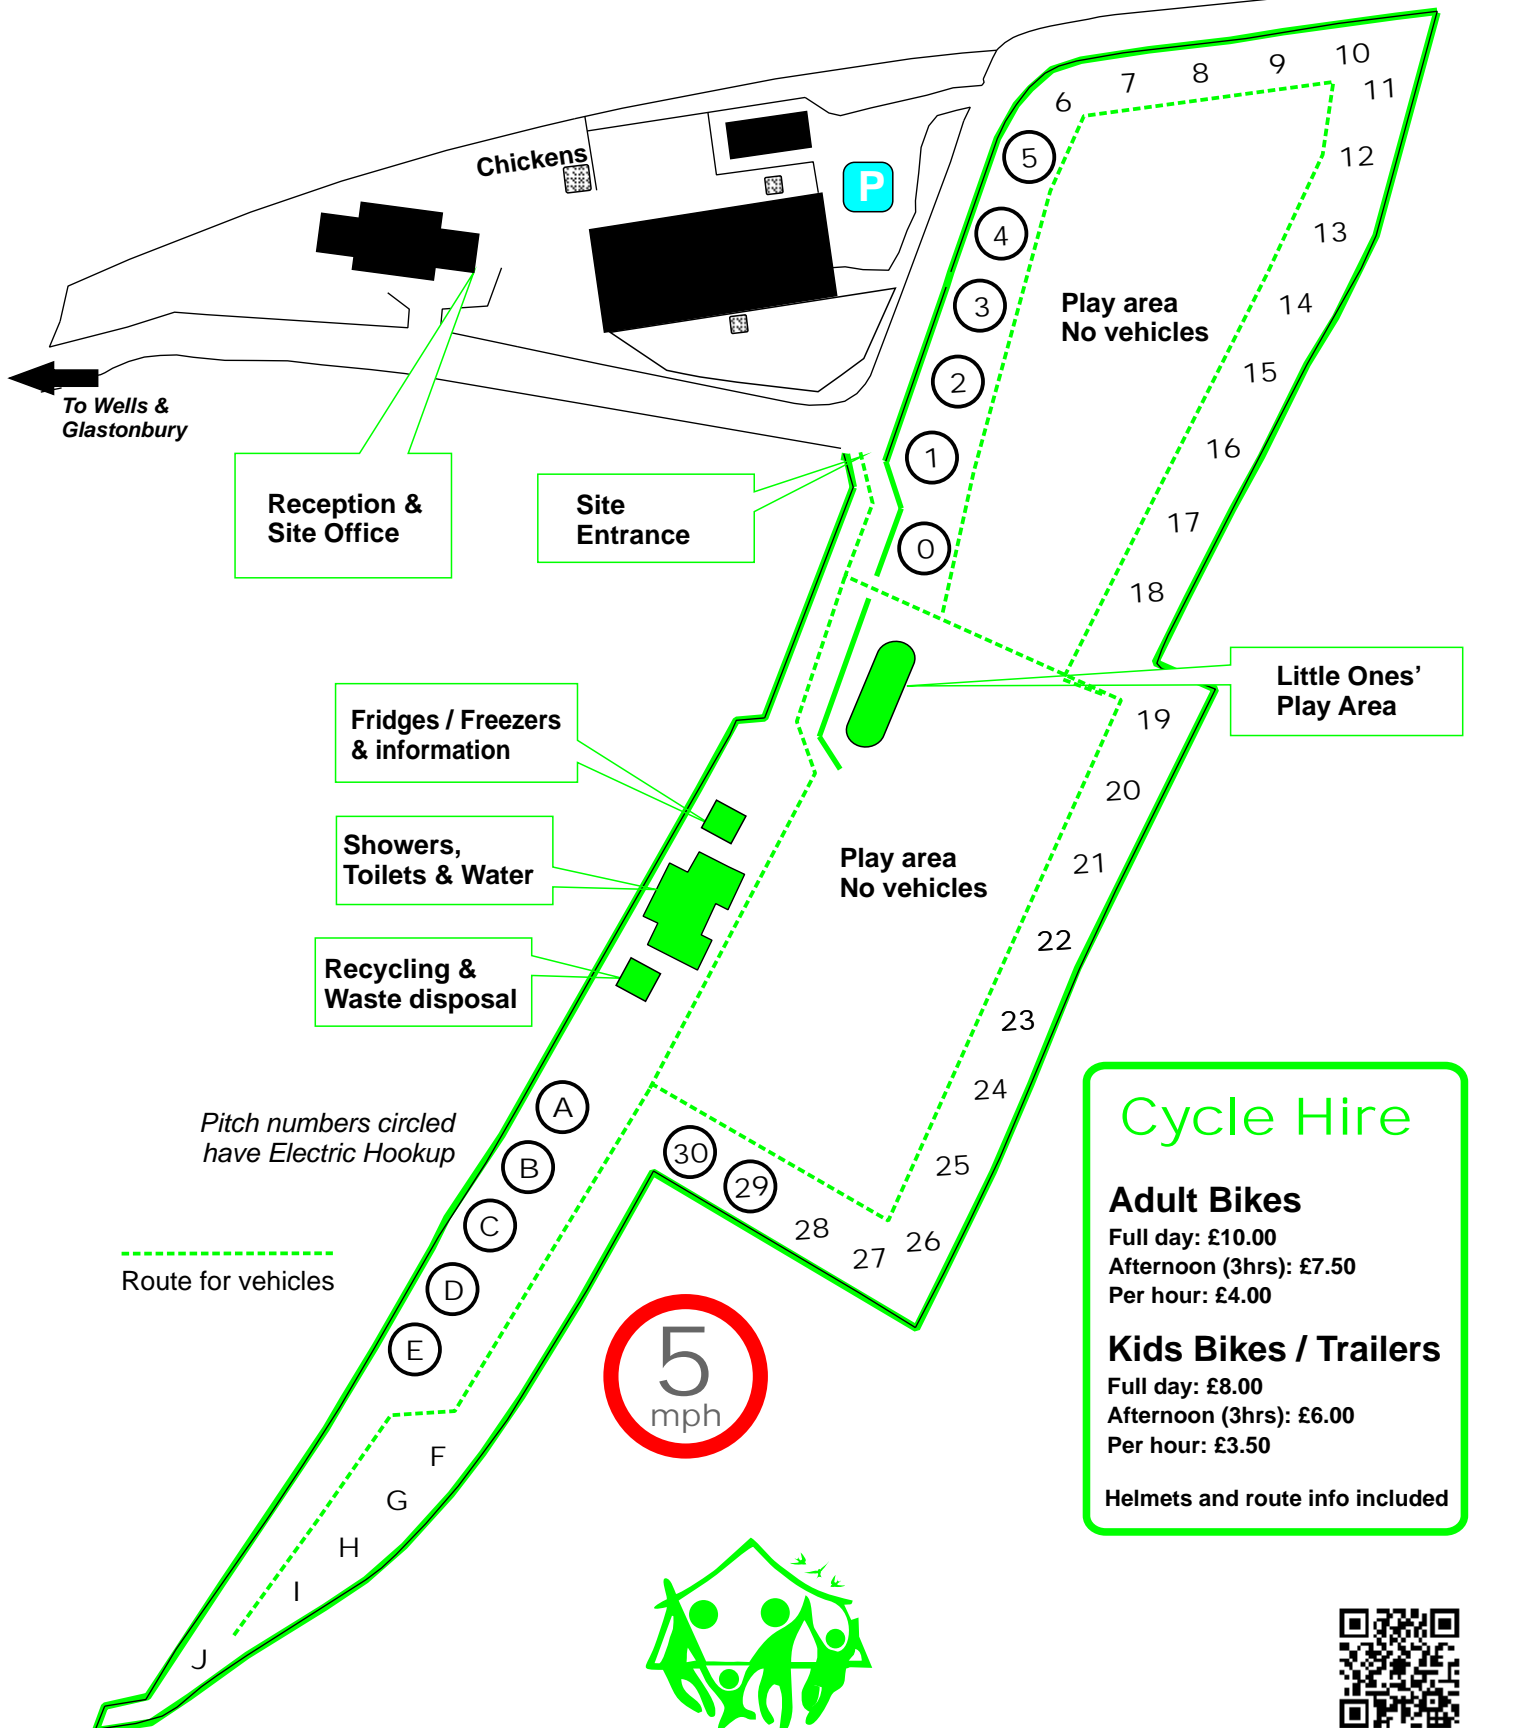 10
9
8
7
11
6
5
12
Chickens
P
4
13
3
14
Play area
No vehicles
2
15
To Wells &
Glastonbury
1
16
Reception &
Site Office
Site
Entrance
17
0
18
Little Ones’
Play Area
19
Fridges / Freezers
& information
20
Showers,
Toilets & Water
21
Play area
No vehicles
22
Recycling &
Waste disposal
23
24
A
Pitch numbers circled
have Electric Hookup
B
30
29
25
C
28
26
27
Route for vehicles
D
E
5
mph
F
G
H
I
J
Cycle Hire
Adult Bikes
Full day: £10.00
Afternoon (3hrs): £7.50
Per hour: £4.00
Kids Bikes / Trailers
Full day: £8.00
Afternoon (3hrs): £6.00
Per hour: £3.50
Helmets and route info included